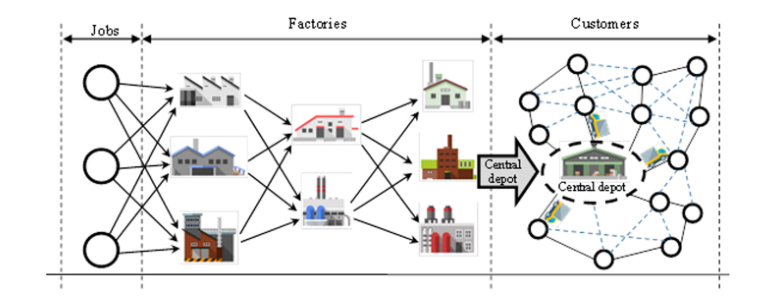 Jobs
Factories
Customers
Central
depot
Central depot